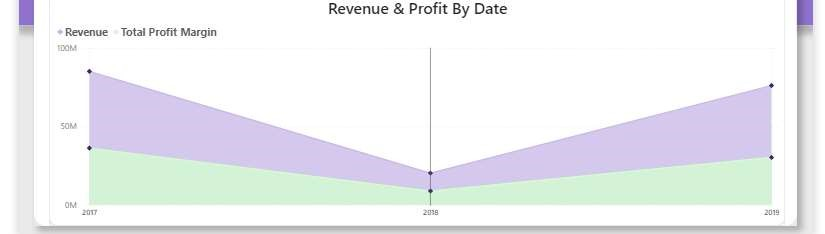 Revenue & Profit By Date
Revenue Total Profit Margin
100M
50M
0M
2017 2018 2019